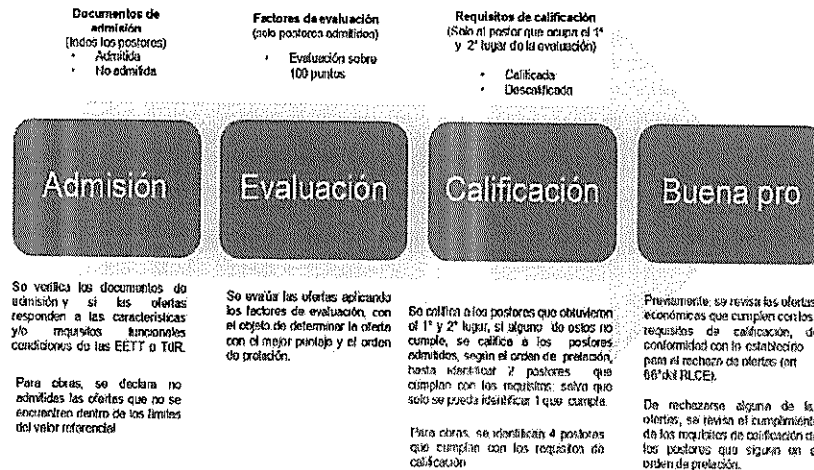 Documentos de
admisión
(todos los postores)
• Admitida
• No admitida
Factores de evaluación
(solo postores admitidos)
• Evaluación sobre
100 puntos
Requisitos de calificación
(Solo al postor que ocupa el 1°
y 2° lugar de la evaluación)
• Calificada
• Descalificada
Admisión
Evaluación
Calificación
Buena pro
Se verifica los documentos de
admisión y si las ofertas
responden a las características
y/o requisitos funcionales
condiciones de las EETT o TdR.
Para obras, se declara no
admitidas las ofertas que no se
encuentren dentro de los límites
del valor referencial
Se evalúa las ofertas aplicando
los factores de evaluación, con
el objeto de determinar la oferta
con el mejor puntaje y el orden
de prelación.
Se califica a los postores que obtuvieron
el 1° y 2° lugar, si alguno de estos no
cumple, se califica a los postores
admitidos, según el orden de prelación,
hasta identificar 2 postores que
cumplan con los requisitos; salvo que
solo se pueda identificar 1 que cumpla.
Para obras, se identifican 4 postores
que cumplan con los requisitos de
calificación
Previamente, se revisa las ofertas
económicas que cumplen con los
requisitos de calificación, d
conformidad con lo establecido
para el rechazo de ofertas (art
68° del RLCE).
De rechazarse alguna de la
ofertas, se revisa el cumplimiento
de los requisitos de calificación de
los postores que siguen en e
orden de prelación.